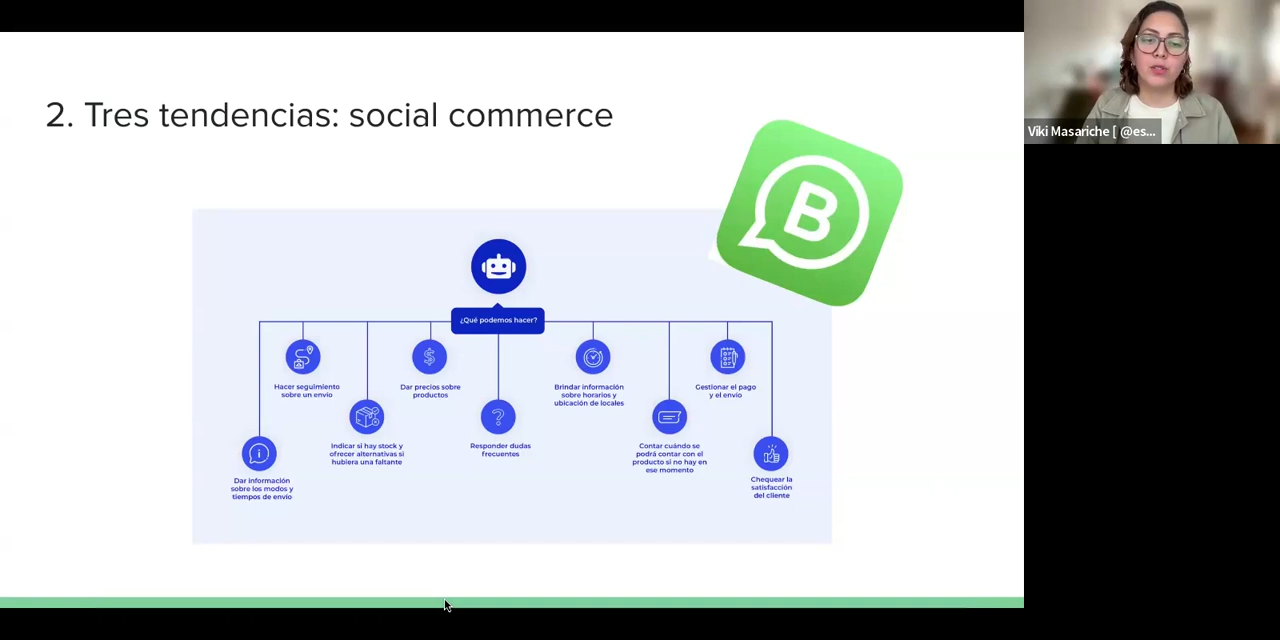 2. Tres tendencias: social commerce
Viki Masariche [ @es...
B
¿Qué podemos hacer?
Hacer seguimiento
sobre un envío
Dar precios sobre
productos
Brindar información
sobre horarios y
ubicación de locales
Gestionar el pago
y el envío
Indicar si hay stock y
ofrecer alternativas si
hubiera una faltante
Responder dudas
frecuentes
Contar cuándo se
podrá contar con el
producto si no hay en
ese momento
Dar información
sobre los modos y
tiempos de envío
Chequear la
satisfacción
del cliente